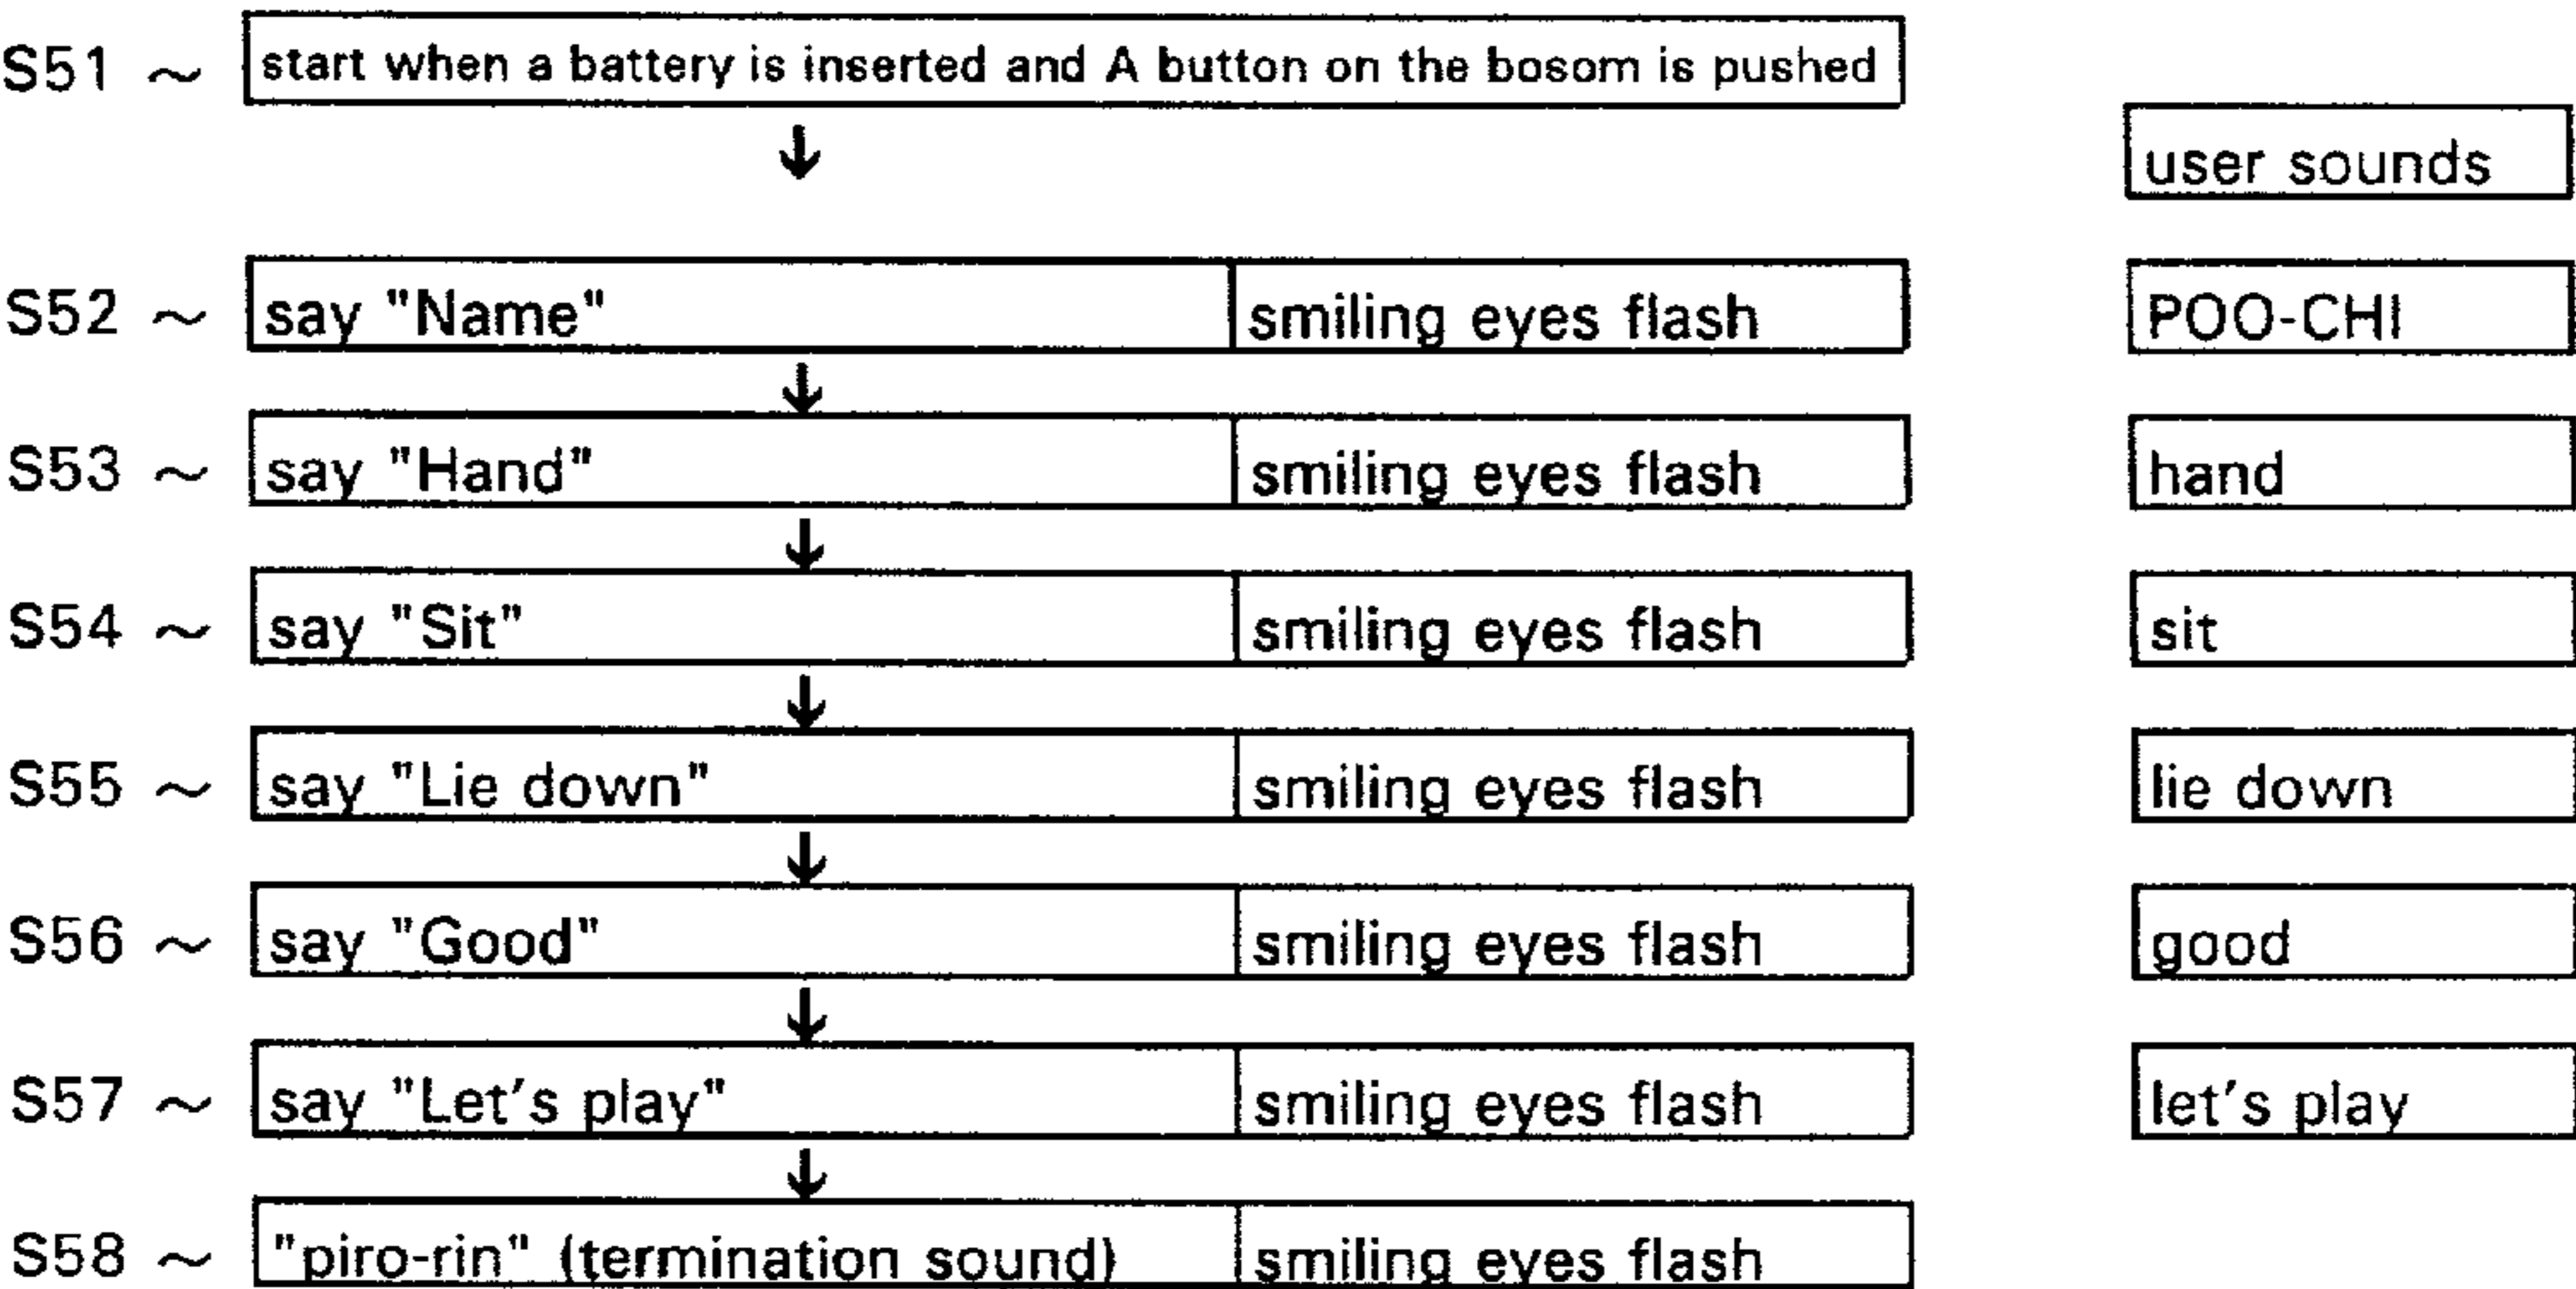 S51 ~ start when a battery is inserted and A button on the bosom is pushed
user sounds
S52 ~ say "Name" smiling eyes flash POO-CHI
S53 ~ say "Hand" smiling eyes flash hand
S54 ~ say "Sit" smiling eyes flash sit
S55 ~ say "Lie down" smiling eyes flash lie down
S56 ~ say "Good" smiling eyes flash good
S57 ~ say "Let's play" smiling eyes flash let's play
S58 ~ "piro-rin" (termination sound) smiling eyes flash